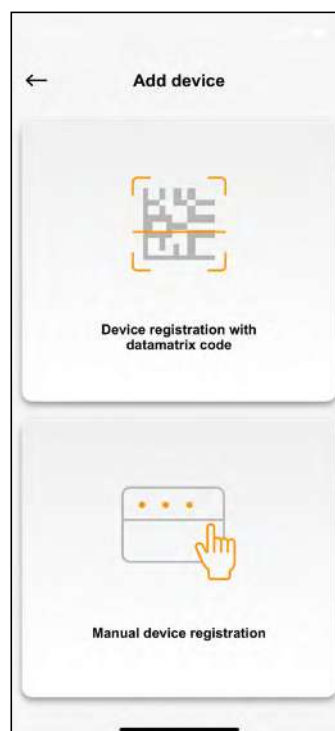 Add device
Device registration with
datamatrix code
Manual device registration